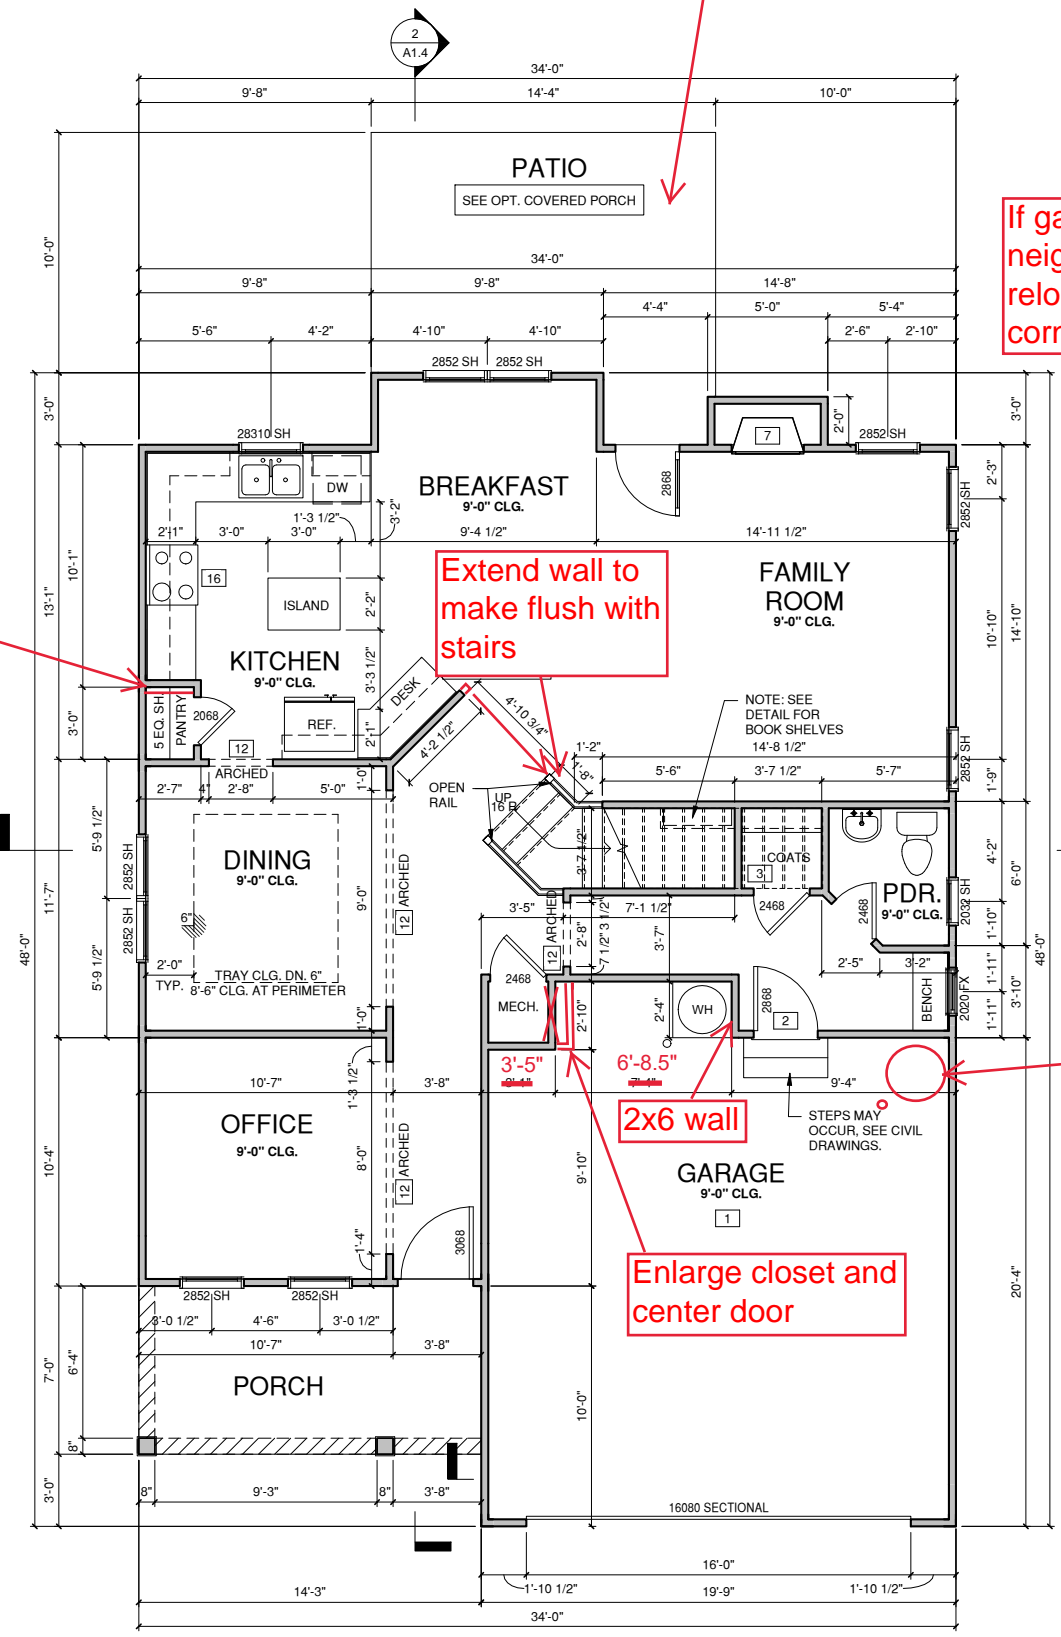 2
A1.4
34'-0"
9'-8" 14'-4" 10'-0"
PATIO
SEE OPT. COVERED PORCH
10'-0"
If ga
neig
relo
corn
34'-0"
9'-8" 9'-8" 14'-8"
4'-4" 5'-0" 5'-4"
5'-6" 4'-2" 4'-10" 4'-10" 2'-6" 2'-10"
2852 SH 2852 SH
3'-0" 2'-0" 3'-0"
28310 SH 7 2852 SH
DW
BREAKFAST
9'-0" CLG.
2868
2'-3"
2852 SH
1'-3 1/2" 3'-2"
2'-1" 3'-0" 3'-0" 9'-4 1/2" 14'-11 1/2"
10'-1"
13'-1"
16
ISLAND
2'-2"
Extend wall to
make flush with
stairs
FAMILY
ROOM
9'-0" CLG.
10'-10"
14'-10"
KITCHEN
9'-0" CLG.
3'-3 1/2"
DESK
3'-0"
5 EQ. SH.
PANTRY
2068
REF.
2'-1"
4'-2 1/2"
4'-10 3/4"
NOTE: SEE
DETAIL FOR
BOOK SHELVES
12
ARCHED
1'-2" 14'-8 1/2"
1'-8"
2852 SH
1'-9"
2'-7" 4" 2'-8" 5'-0"
1'-0"
OPEN
RAIL
UP
16 R
5'-6" 3'-7 1/2" 5'-7"
5'-9 1/2"
2852 SH
DINING
9'-0" CLG.
9'-0"
12 ARCHED
3'-7 1/2"
COATS
3
4'-2"
6'-0"
11'-7"
48'-0"
2852 SH
6"
2468
2468
PDR.
9'-0" CLG.
2032 SH
3'-5" 7'-1 1/2"
12 ARCHED
2'-8"
7 1/2" 3 1/2"
3'-7"
1'-10"
48'-0"
5'-9 1/2"
2'-0"
TYP.
TRAY CLG. DN. 6"
8'-6" CLG. AT PERIMETER
2'-5" 3'-2"
2468
MECH.
2'-10"
2'-4"
WH
2868
2
BENCH
2020 FX
1'-11"
3'-10"
1'-11"
1'-0"
1'-3 1/2"
3'-5" 6'-8.5"
10'-7" 3'-8" 7'-4" 9'-4"
2x6 wall
OFFICE
9'-0" CLG.
8'-0"
12 ARCHED
STEPS MAY
OCCUR, SEE CIVIL
DRAWINGS.
10'-4"
9'-10"
GARAGE
9'-0" CLG.
1
1'-4"
3068
Enlarge closet and
center door
20'-4"
2852 SH 2852 SH
3'-0 1/2" 4'-6" 3'-0 1/2"
10'-7" 3'-8"
6'-4"
7'-0"
PORCH
10'-0"
8"
3'-0"
8" 9'-3" 8" 3'-8"
16080 SECTIONAL
16'-0"
1'-10 1/2" 1'-10 1/2"
14'-3" 19'-9"
34'-0"